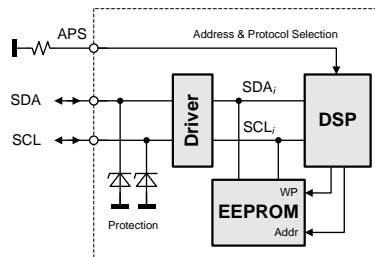 APS
Address & Protocol Selection
SDA
SDAi
SCL
SCLi
Driver
DSP
WP
EEPROM
Addr
Protection